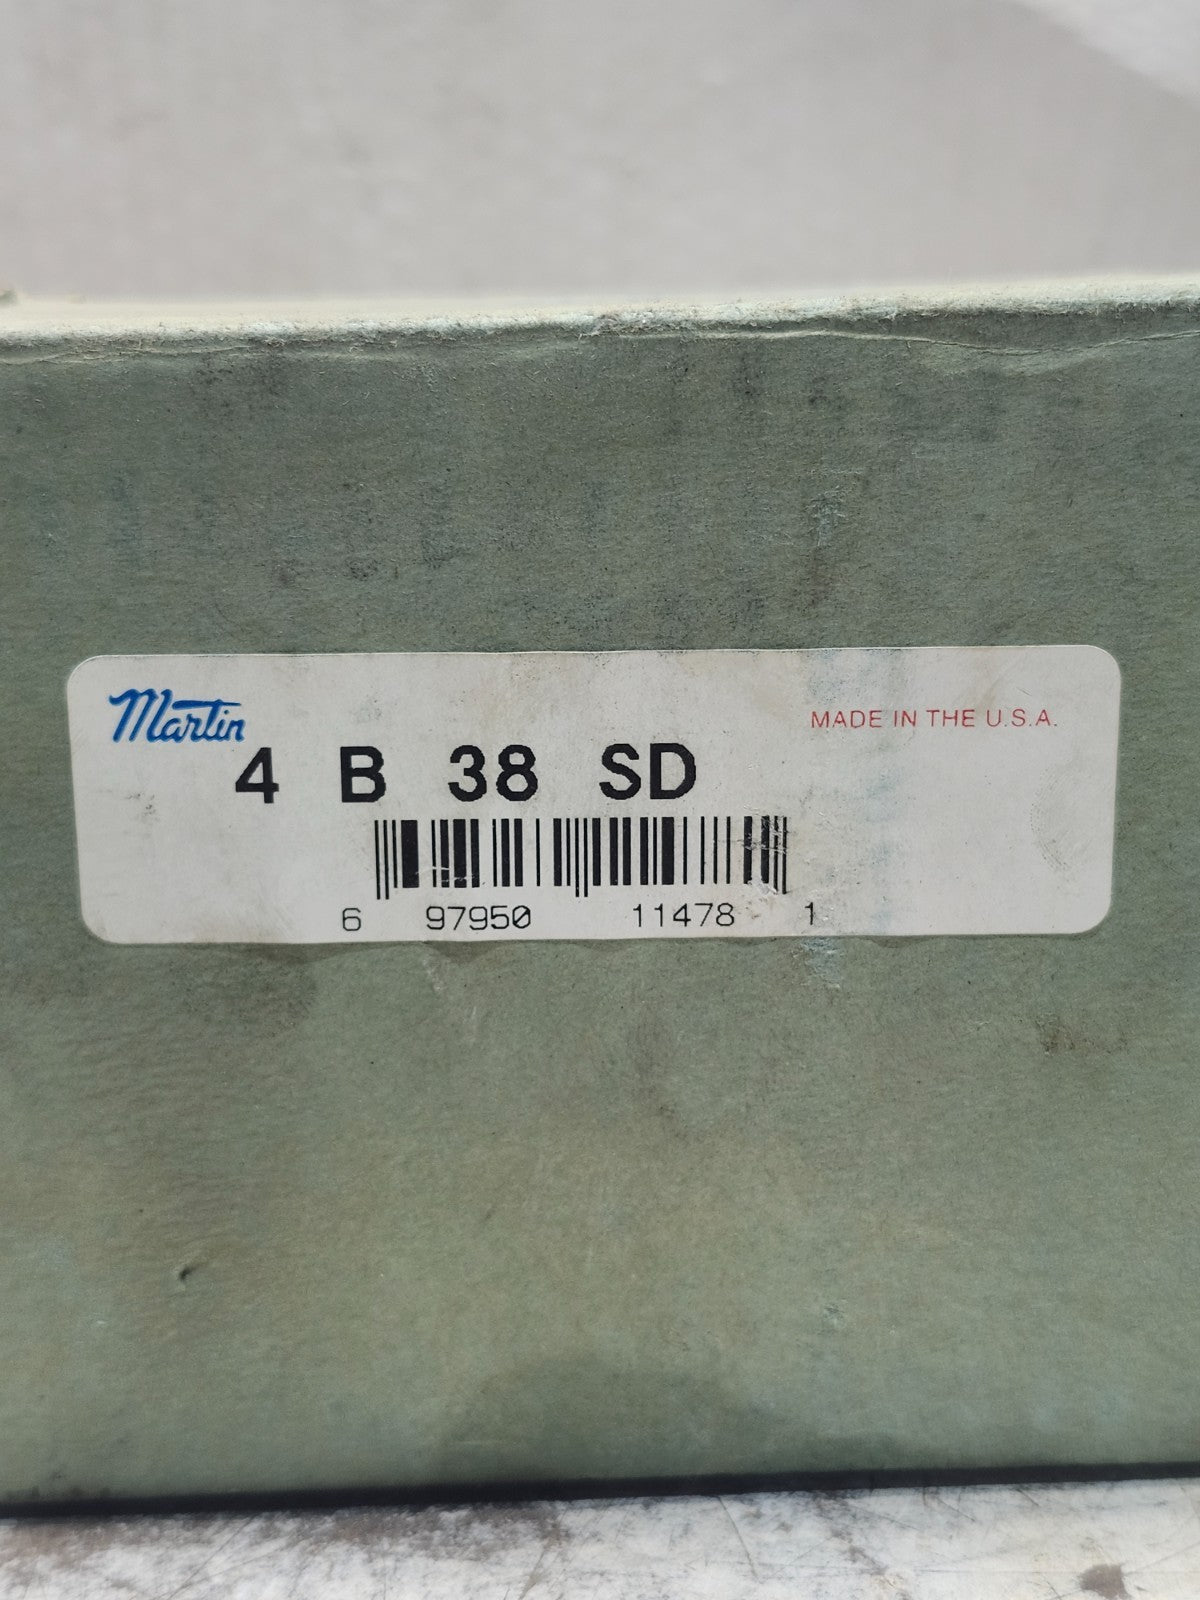 Martin
MADE IN THE U.S.A.
4 B 38 SD
6 97950 11478 1